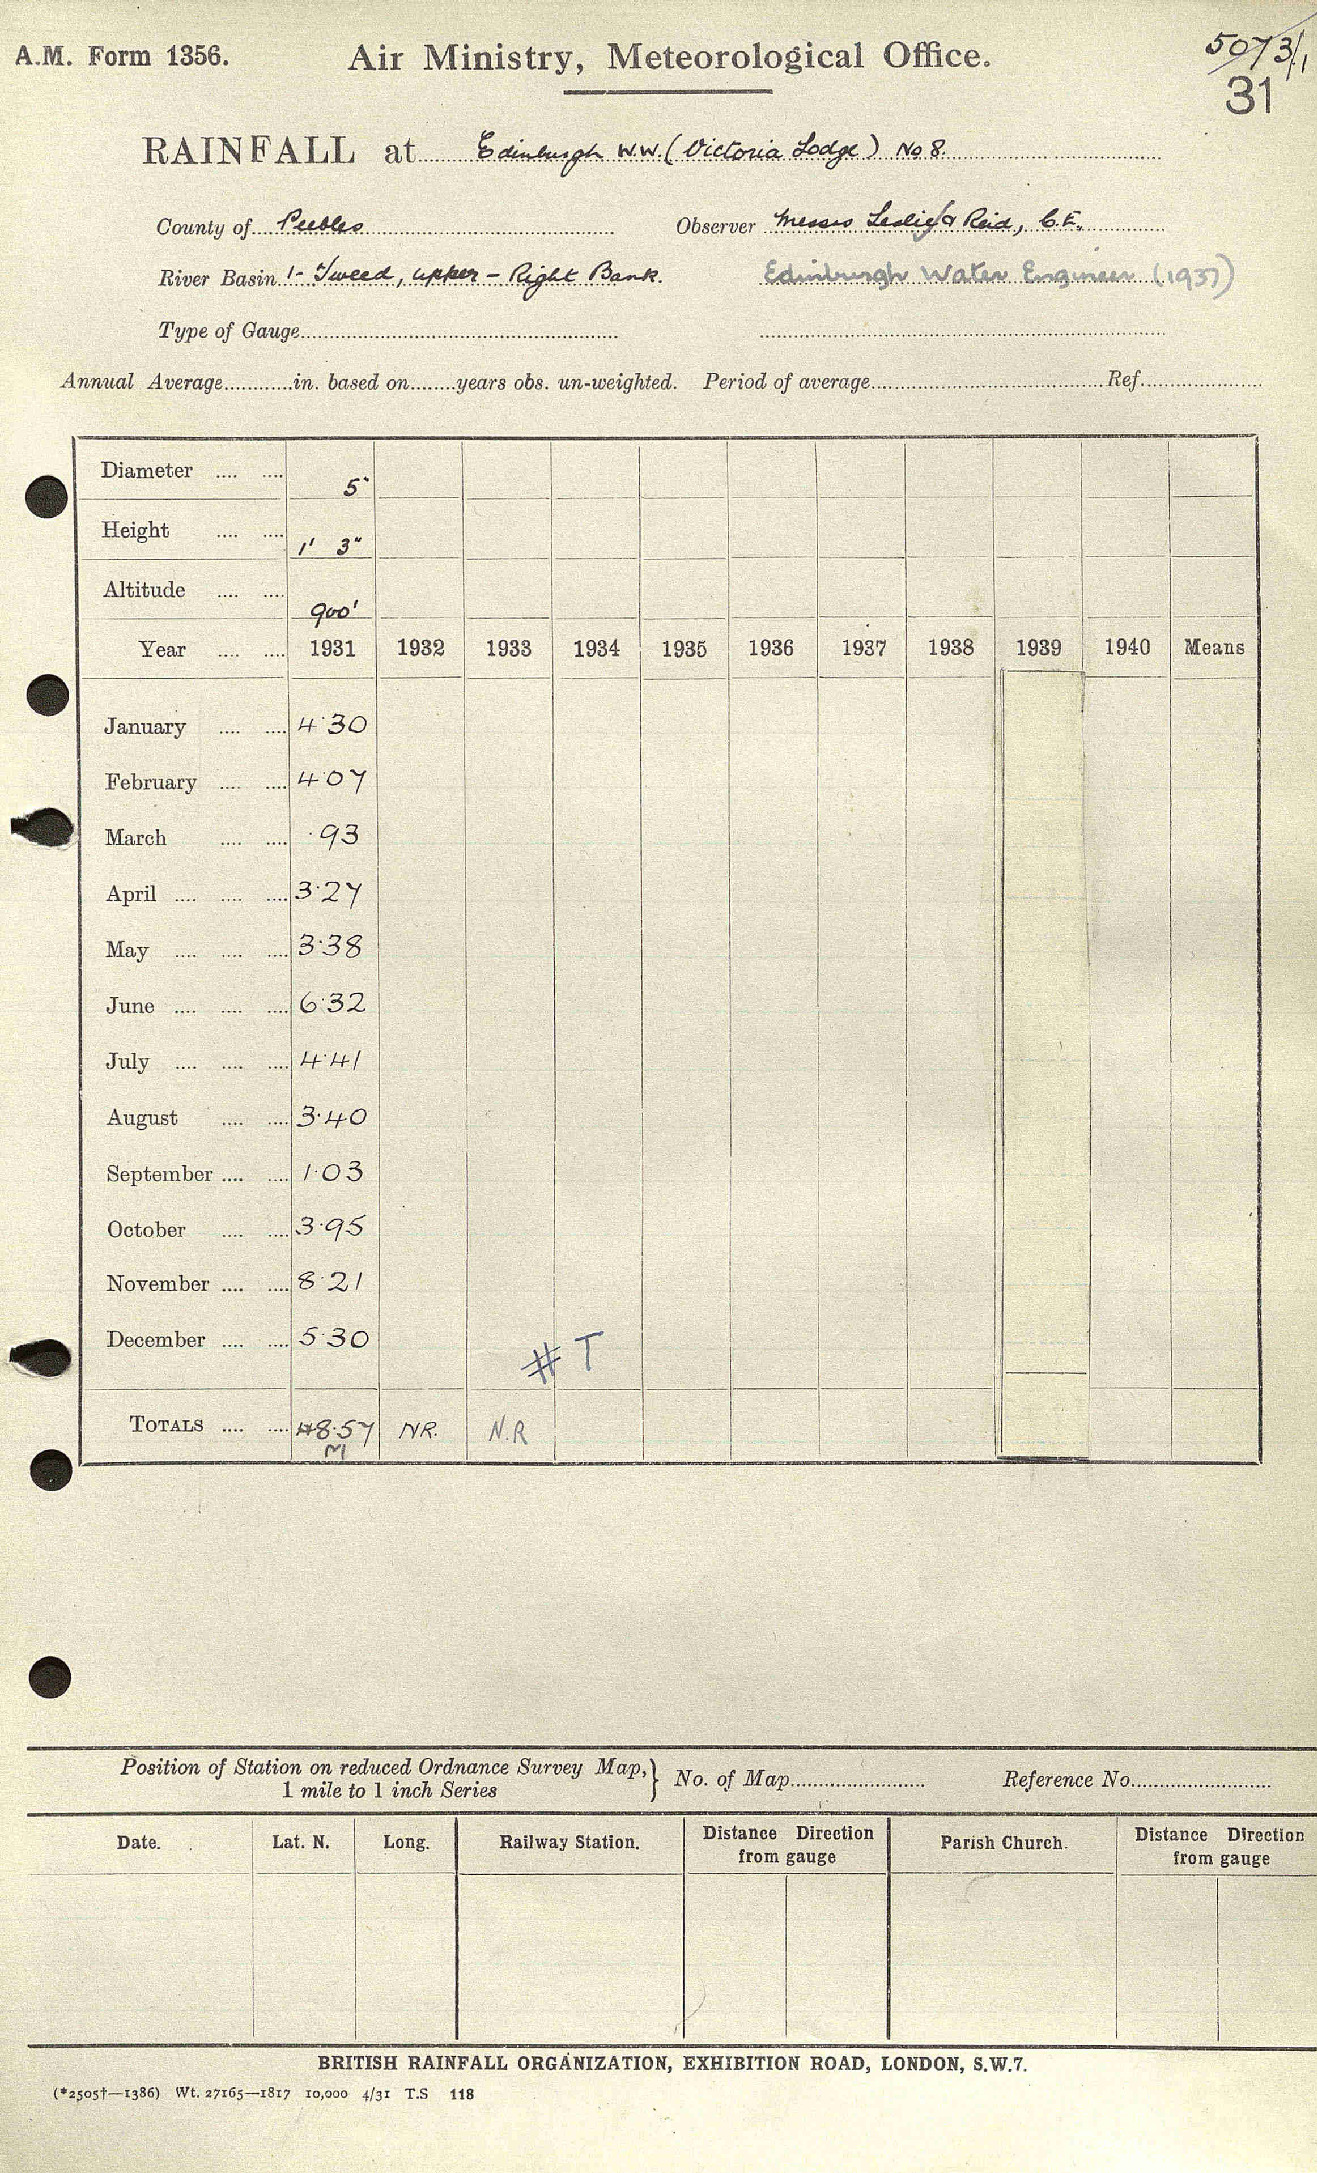 A.M. Form 1356.
Air Ministry, Meteorological Office.
5073/1
31
RAINFALL at Edinburgh W.W. (Victoria Lodge) No 8.
County of Peebles
Observer Messrs Leslie & Reid, C.E.
River Basin 1- Tweed, upper - Right Bank.
Edinburgh Water Engineer (1937)
Type of Gauge
Annual Average in. based on years obs. un-weighted. Period of average Ref.
Diameter 5"
Height 1' 3"
Altitude 900'
Year 1931 1932 1933 1934 1935 1936 1937 1938 1939 1940 Means
January 4.30
February 4.07
March .93
April 3.27
May 3.38
June 6.32
July 4.41
August 3.40
September 1.03
October 3.95
November 8.21
December 5.30
# T
TOTALS 48.57 NR. N.R
Position of Station on reduced Ordnance Survey Map,
1 mile to 1 inch Series
No. of Map Reference No.
Date. Lat. N. Long. Railway Station. Distance Direction from gauge Parish Church. Distance Direction from gauge
BRITISH RAINFALL ORGANIZATION, EXHIBITION ROAD, LONDON, S.W.7.
(*2505†—1386) Wt. 27165—1817 10,000 4/31 T.S 118